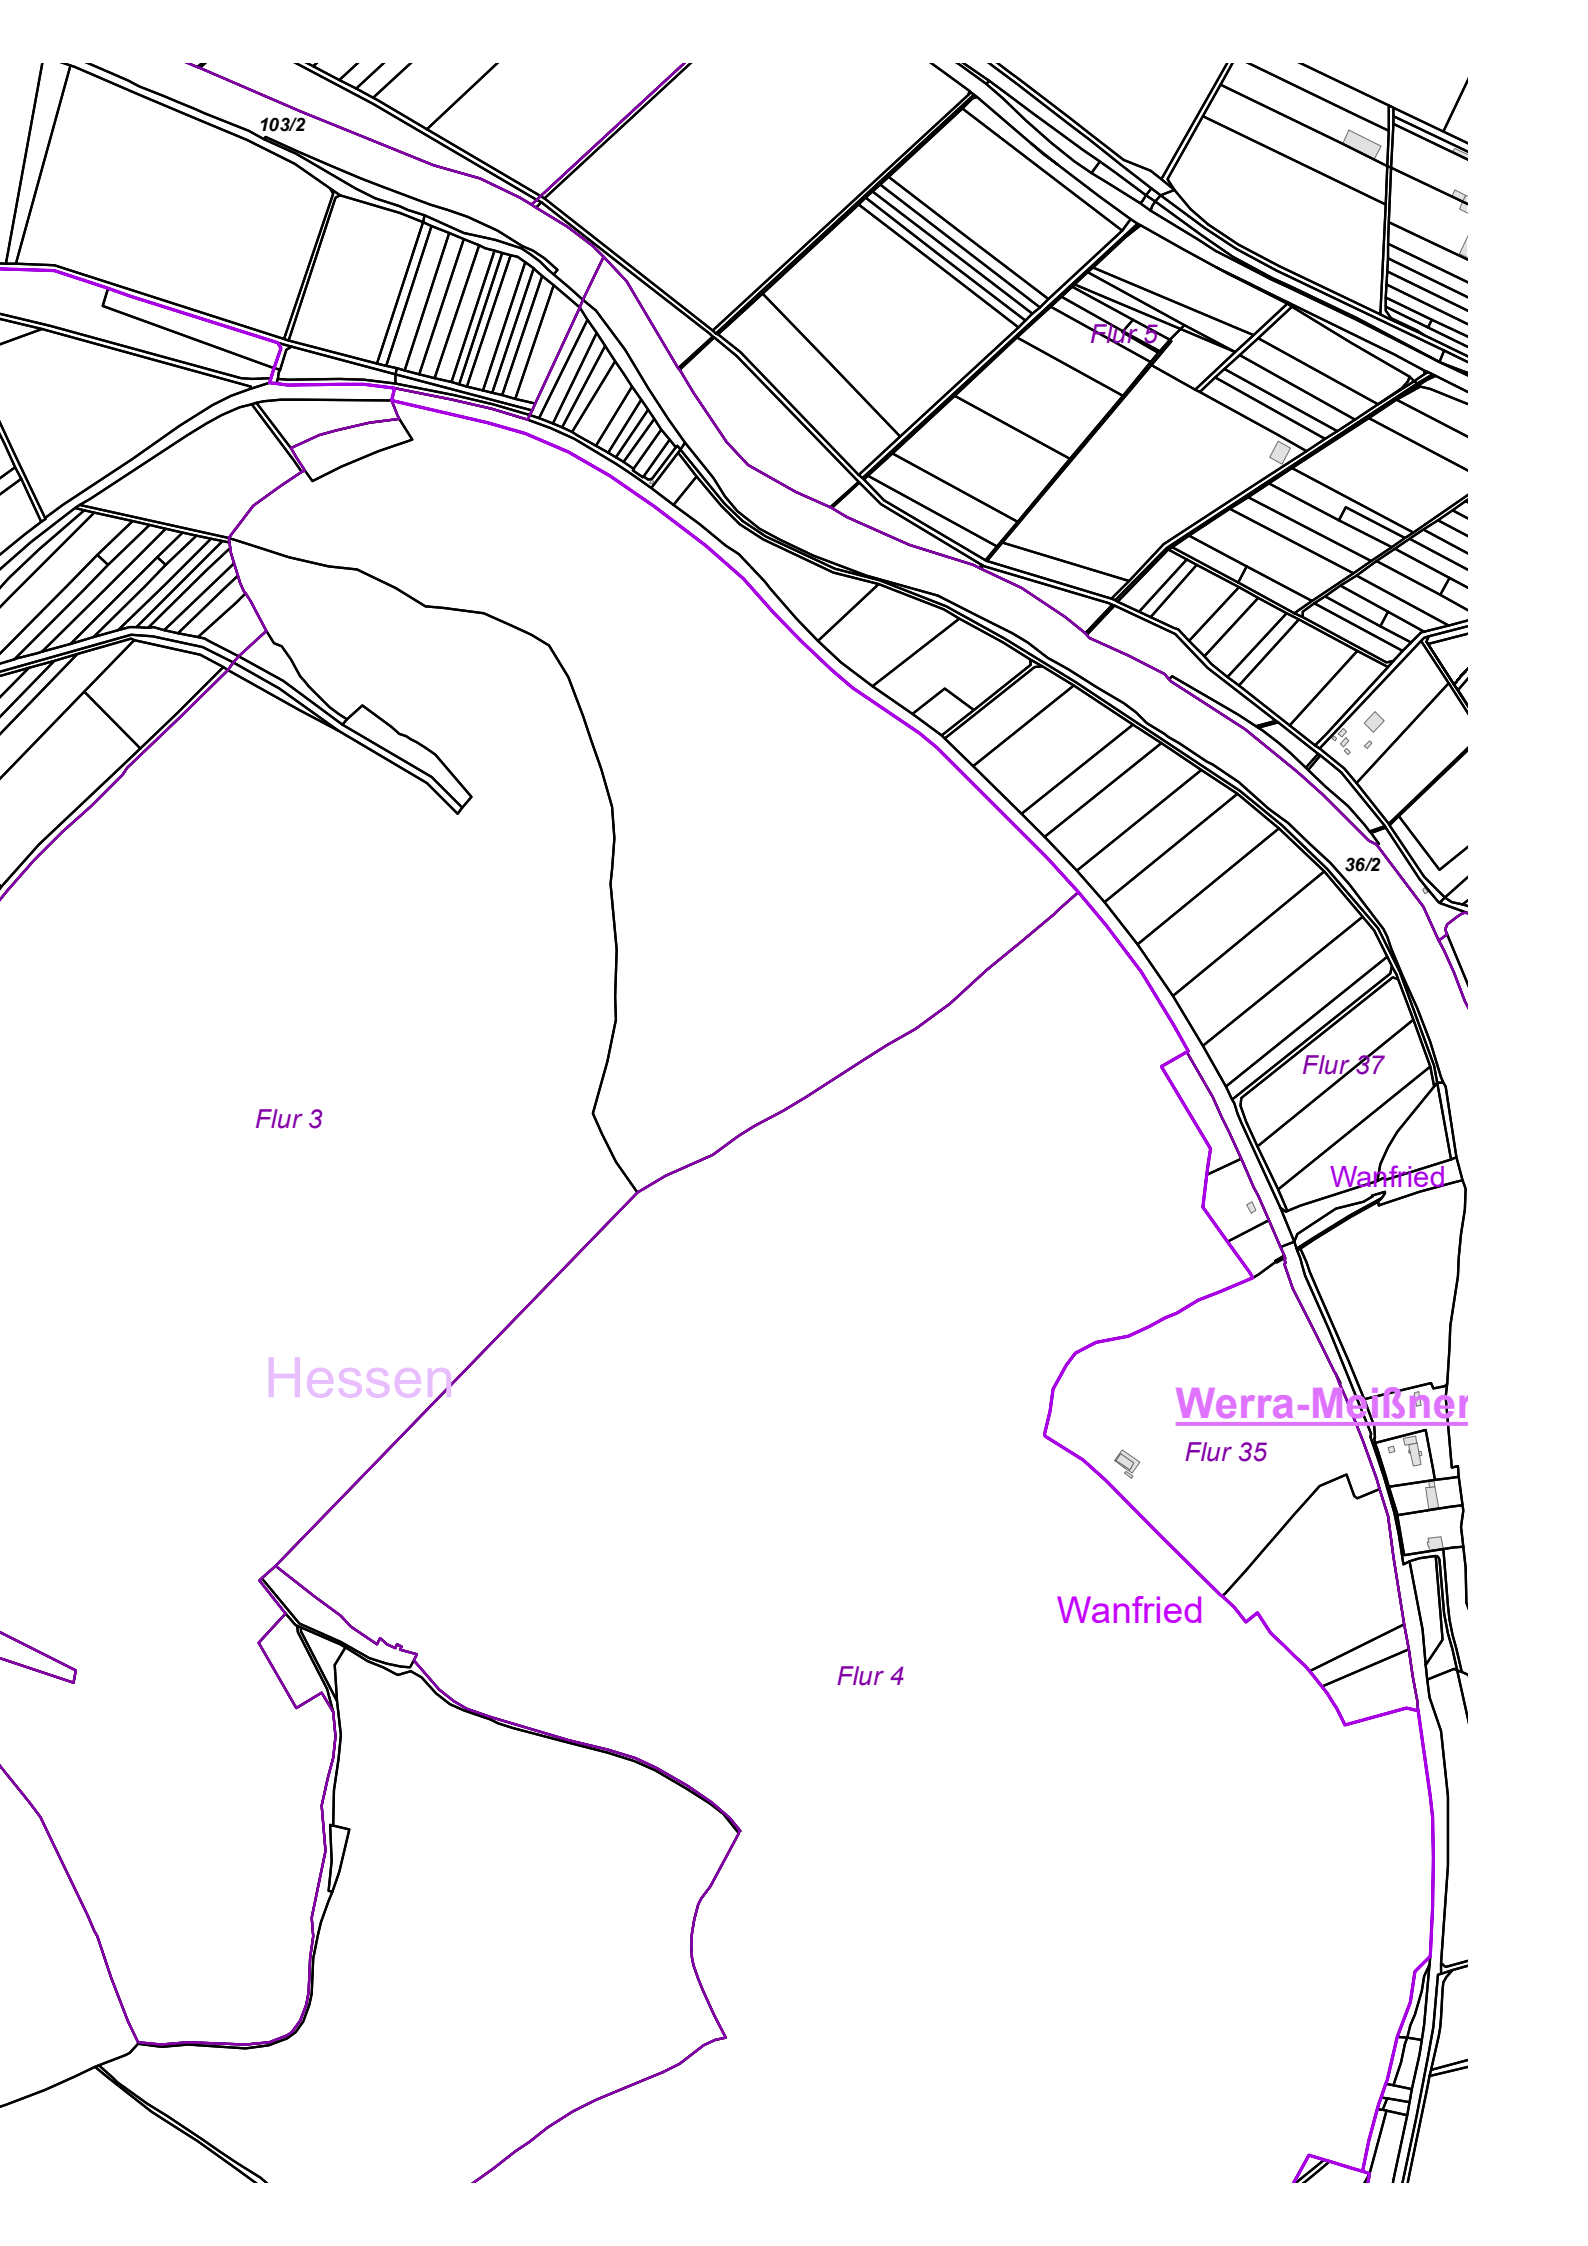 103/2
Flur 5
36/2
Flur 37
Flur 3
Wanfried
Hessen
Werra-Meißner
Flur 35
Wanfried
Flur 4